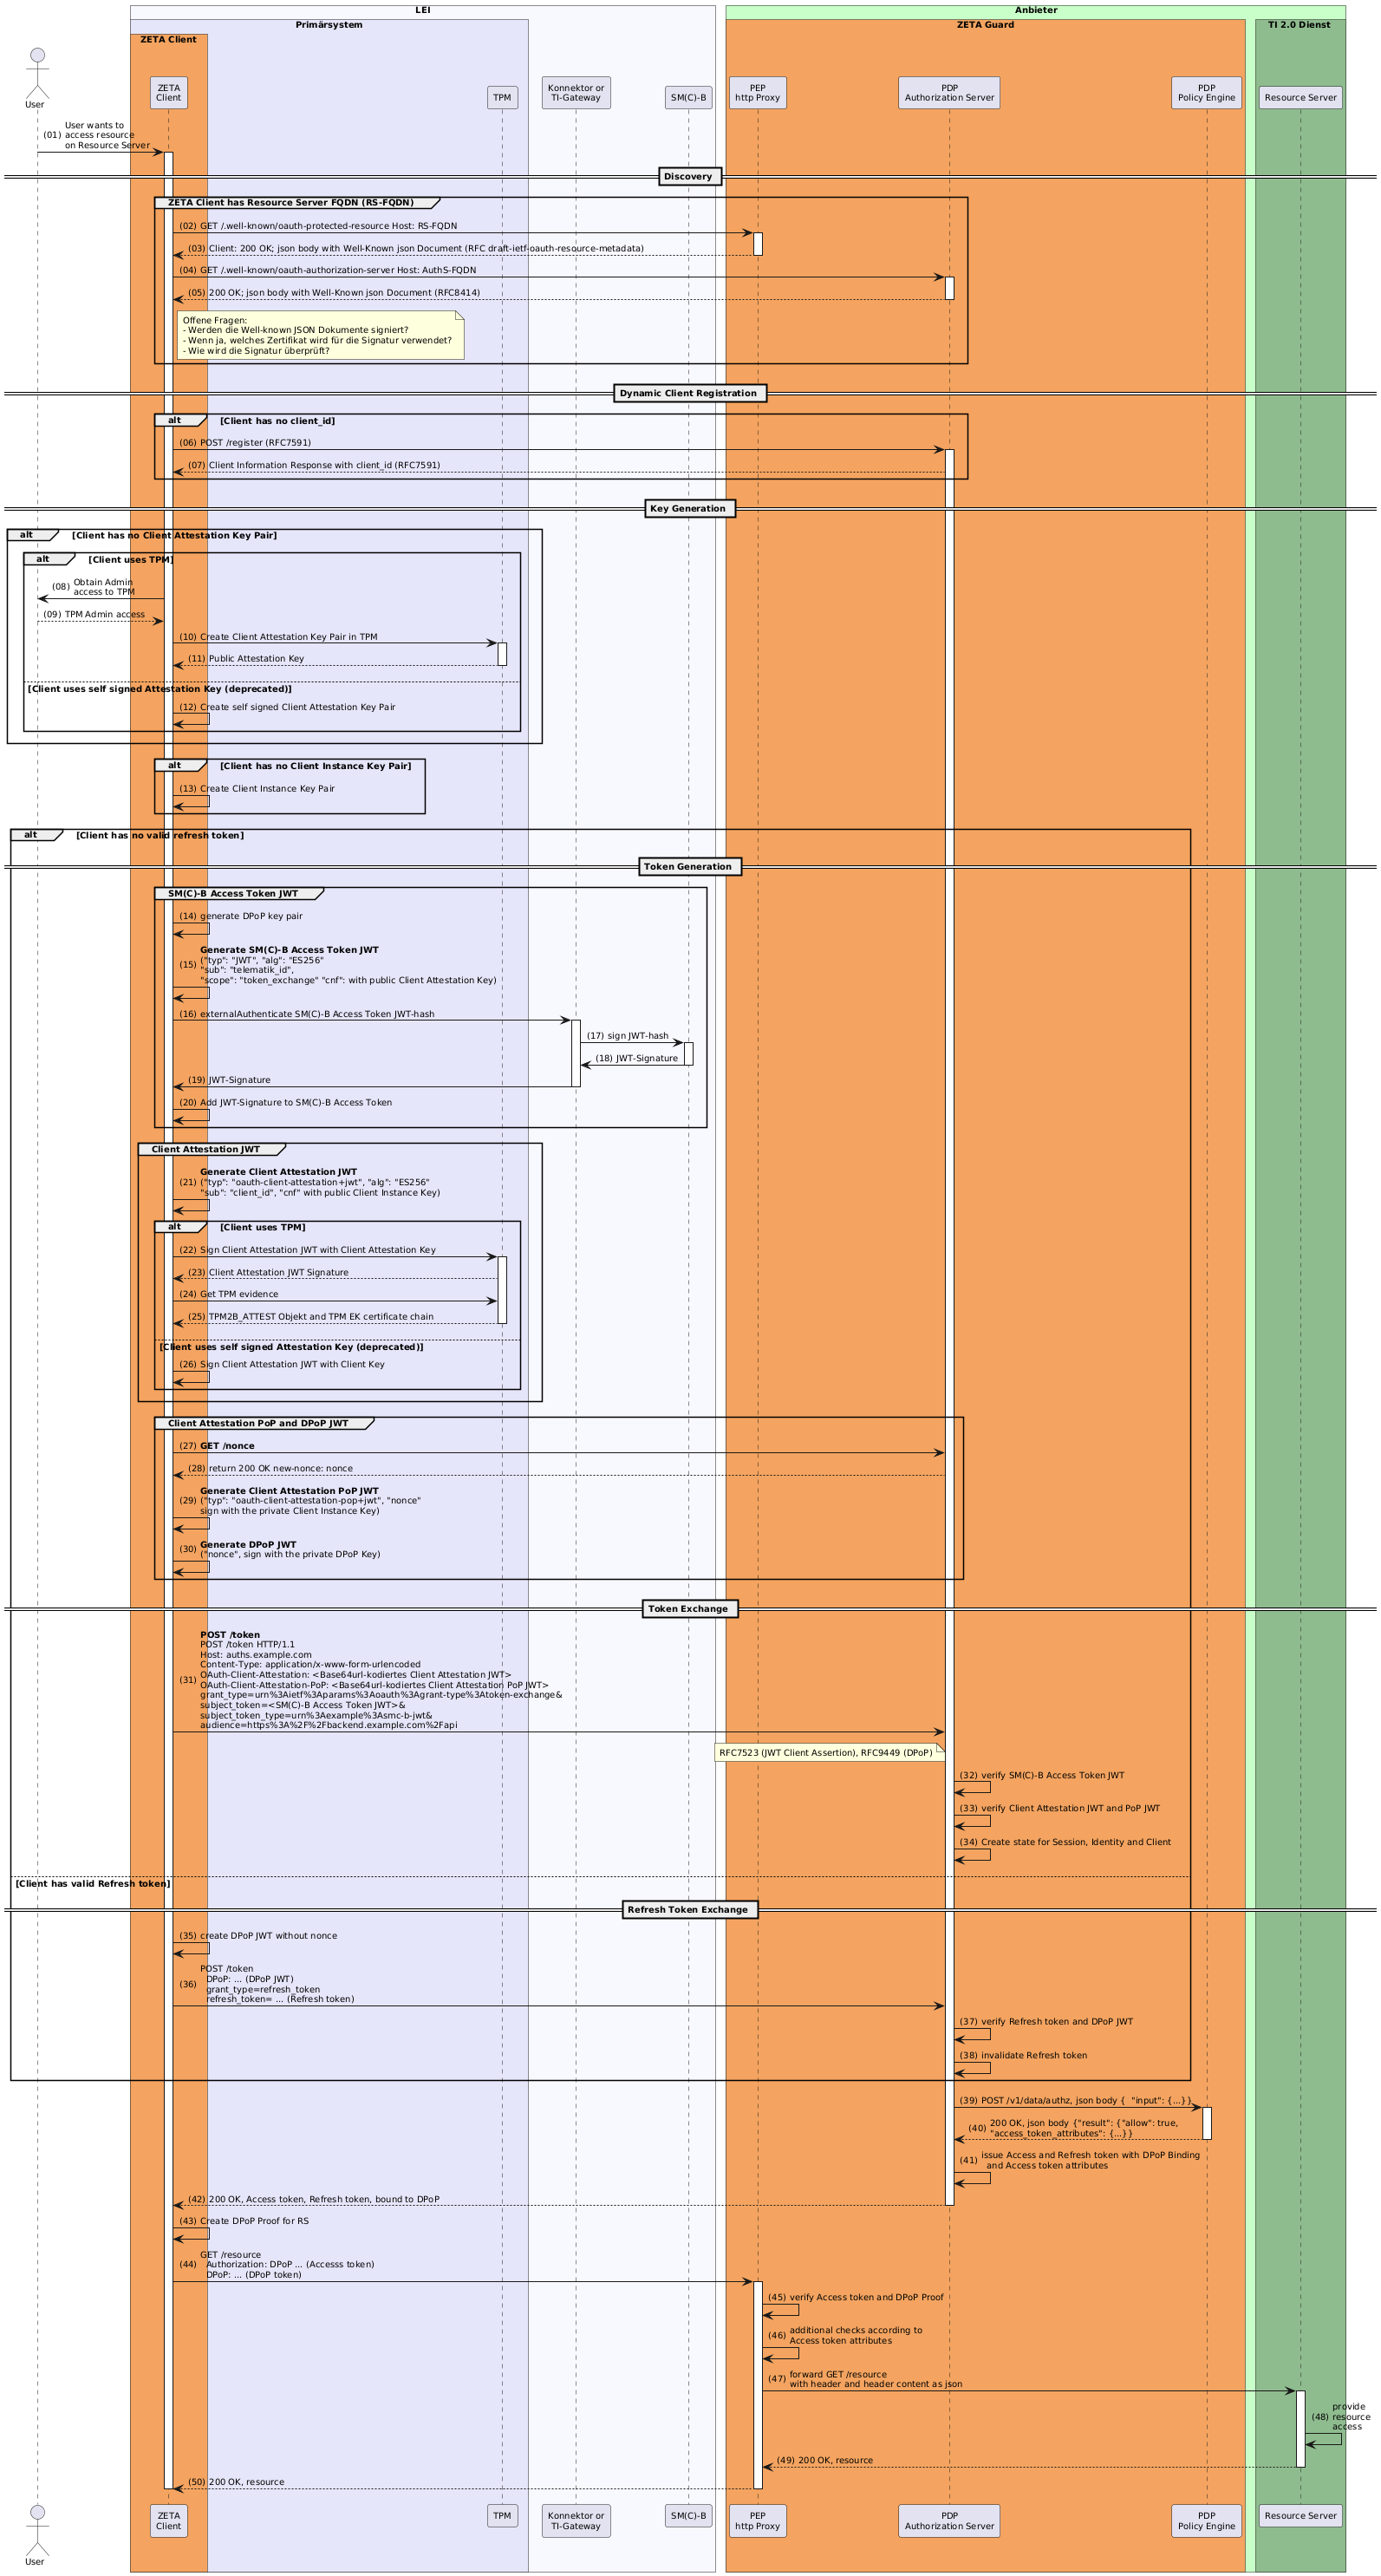 LEI
Anbieter
Primärsystem
ZETA Guard
TI 2.0 Dienst
ZETA Client
User
ZETA
Client
TPM
Konnektor or
TI-Gateway
SM(C)-B
PEP
http Proxy
PDP
Authorization Server
PDP
Policy Engine
Resource Server
(01) User wants to
access resource
on Resource Server
Discovery
ZETA Client has Resource Server FQDN (RS-FQDN)
(02) GET /.well-known/oauth-protected-resource Host: RS-FQDN
(03) Client: 200 OK; json body with Well-Known json Document (RFC draft-ietf-oauth-resource-metadata)
(04) GET /.well-known/oauth-authorization-server Host: AuthS-FQDN
(05) 200 OK; json body with Well-Known json Document (RFC8414)
Offene Fragen:
- Werden die Well-known JSON Dokumente signiert?
- Wenn ja, welches Zertifikat wird für die Signatur verwendet?
- Wie wird die Signatur überprüft?
Dynamic Client Registration
alt [Client has no client_id]
(06) POST /register (RFC7591)
(07) Client Information Response with client_id (RFC7591)
Key Generation
alt [Client has no Client Attestation Key Pair]
alt [Client uses TPM]
(08) Obtain Admin
access to TPM
(09) TPM Admin access
(10) Create Client Attestation Key Pair in TPM
(11) Public Attestation Key
[Client uses self signed Attestation Key (deprecated)]
(12) Create self signed Client Attestation Key Pair
alt [Client has no Client Instance Key Pair]
(13) Create Client Instance Key Pair
alt [Client has no valid refresh token]
Token Generation
SM(C)-B Access Token JWT
(14) generate DPoP key pair
Generate SM(C)-B Access Token JWT
(15) ("typ": "JWT", "alg": "ES256"
"sub": "telematik_id",
"scope": "token_exchange" "cnf": with public Client Attestation Key)
(16) externalAuthenticate SM(C)-B Access Token JWT-hash
(17) sign JWT-hash
(18) JWT-Signature
(19) JWT-Signature
(20) Add JWT-Signature to SM(C)-B Access Token
Client Attestation JWT
Generate Client Attestation JWT
(21) ("typ": "oauth-client-attestation+jwt", "alg": "ES256"
"sub": "client_id", "cnf" with public Client Instance Key)
alt [Client uses TPM]
(22) Sign Client Attestation JWT with Client Attestation Key
(23) Client Attestation JWT Signature
(24) Get TPM evidence
(25) TPM2B_ATTEST Objekt and TPM EK certificate chain
[Client uses self signed Attestation Key (deprecated)]
(26) Sign Client Attestation JWT with Client Key
Client Attestation PoP and DPoP JWT
(27) GET /nonce
(28) return 200 OK new-nonce: nonce
Generate Client Attestation PoP JWT
(29) ("typ": "oauth-client-attestation-pop+jwt", "nonce"
sign with the private Client Instance Key)
(30) Generate DPoP JWT
("nonce", sign with the private DPoP Key)
Token Exchange
POST /token
POST /token HTTP/1.1
Host: auths.example.com
Content-Type: application/x-www-form-urlencoded
OAuth-Client-Attestation: <Base64url-kodiertes Client Attestation JWT>
(31) OAuth-Client-Attestation-PoP: <Base64url-kodiertes Client Attestation PoP JWT>
grant_type=urn%3Aietf%3Aparams%3Aoauth%3Agrant-type%3Atoken-exchange&
subject_token=<SM(C)-B Access Token JWT>&
subject_token_type=urn%3Aexample%3Asmc-b-jwt&
audience=https%3A%2F%2Fbackend.example.com%2Fapi
RFC7523 (JWT Client Assertion), RFC9449 (DPoP)
(32) verify SM(C)-B Access Token JWT
(33) verify Client Attestation JWT and PoP JWT
(34) Create state for Session, Identity and Client
[Client has valid Refresh token]
Refresh Token Exchange
(35) create DPoP JWT without nonce
POST /token
(36) DPoP: ... (DPoP JWT)
grant_type=refresh_token
refresh_token= ... (Refresh token)
(37) verify Refresh token and DPoP JWT
(38) invalidate Refresh token
(39) POST /v1/data/authz, json body { "input": {...}}
(40) 200 OK, json body {"result": {"allow": true,
"access_token_attributes": {...}}
(41) issue Access and Refresh token with DPoP Binding
and Access token attributes
(42) 200 OK, Access token, Refresh token, bound to DPoP
(43) Create DPoP Proof for RS
GET /resource
(44) Authorization: DPoP ... (Accesss token)
DPoP: ... (DPoP token)
(45) verify Access token and DPoP Proof
(46) additional checks according to
Access token attributes
(47) forward GET /resource
with header and header content as json
provide
(48) resource
access
(49) 200 OK, resource
(50) 200 OK, resource
User
ZETA
Client
TPM
Konnektor or
TI-Gateway
SM(C)-B
PEP
http Proxy
PDP
Authorization Server
PDP
Policy Engine
Resource Server